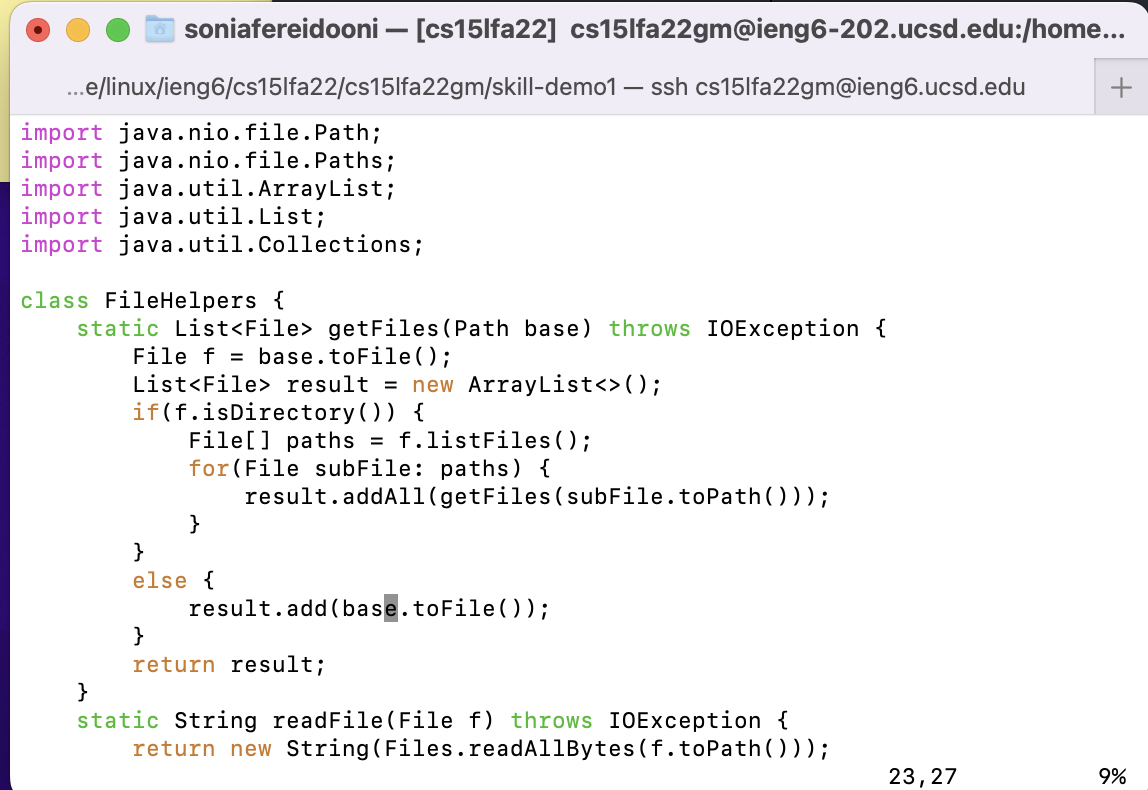 soniafereidooni — [cs15lfa22]  cs15lfa22gm@ieng6-202.ucsd.edu:/home...
...e/linux/ieng6/cs15lfa22/cs15lfa22gm/skill-demo1 — ssh cs15lfa22gm@ieng6.ucsd.edu
import java.nio.file.Path;
import java.nio.file.Paths;
import java.util.ArrayList;
import java.util.List;
import java.util.Collections;
class FileHelpers {
    static List<File> getFiles(Path base) throws IOException {
        File f = base.toFile();
        List<File> result = new ArrayList<>();
        if(f.isDirectory()) {
            File[] paths = f.listFiles();
            for(File subFile: paths) {
                result.addAll(getFiles(subFile.toPath()));
            }
        }
        else {
            result.add(base.toFile());
        }
        return result;
    }
    static String readFile(File f) throws IOException {
        return new String(Files.readAllBytes(f.toPath()));
23,27 9%